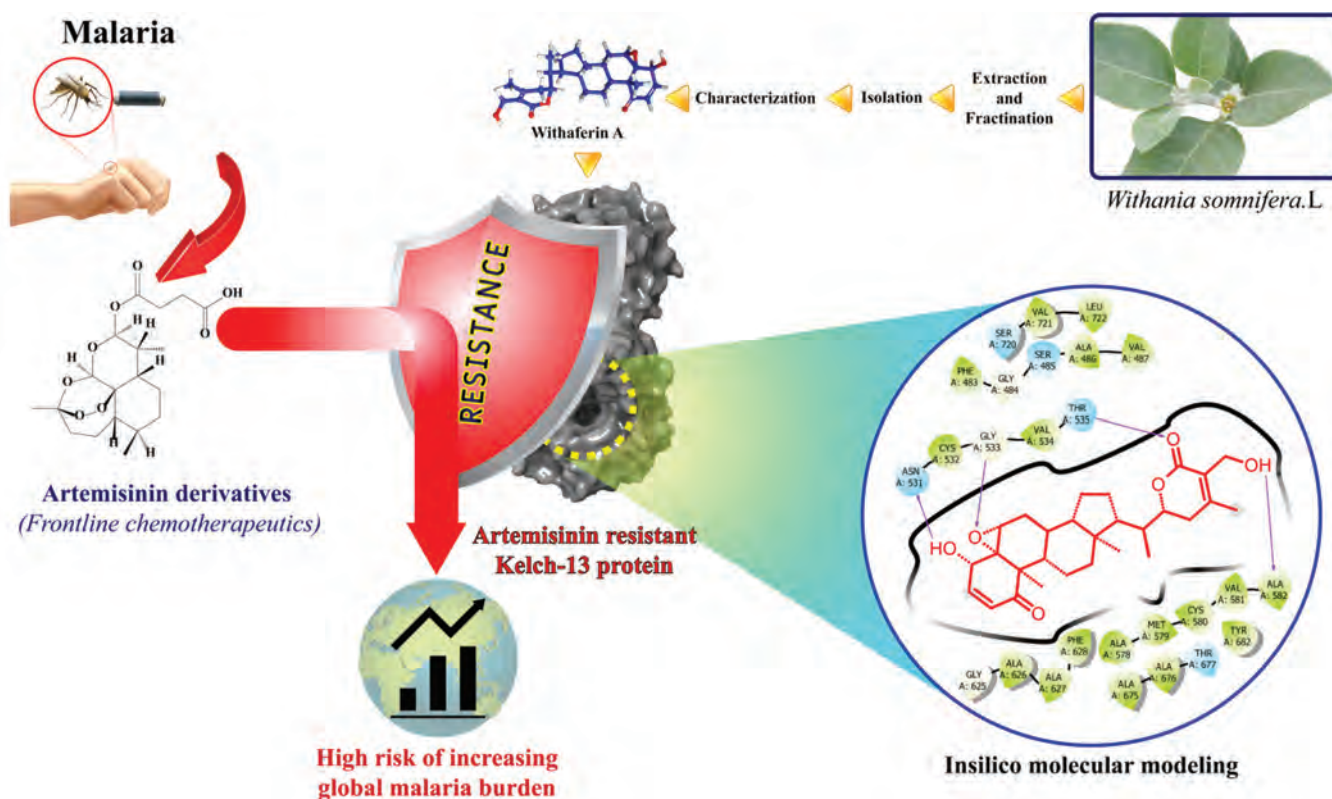 Malaria
Withaferin A
Characterization
Isolation
Extraction
and
Fractination
Withania somnifera.L
O
OH
O
O
H
H
O
H
O
O
O
H
H
Artemisinin derivatives
(Frontline chemotherapeutics)
RESISTANCE
Artemisinin resistant
Kelch-13 protein
High risk of increasing
global malaria burden
SER
A: 720
VAL
A: 721
LEU
A: 722
PHE
A: 483
GLY
A: 484
SER
A: 485
ALA
A: 486
VAL
A: 487
ASN
A: 531
CYS
A: 532
GLY
A: 533
VAL
A: 534
THR
A: 535
O
O
OH
O
HO
O
GLY
A: 625
ALA
A: 626
ALA
A: 627
PHE
A: 628
ALA
A: 578
MET
A: 579
CYS
A: 580
VAL
A: 581
ALA
A: 582
TYR
A: 682
THR
A: 677
ALA
A: 676
ALA
A: 675
Insilico molecular modeling